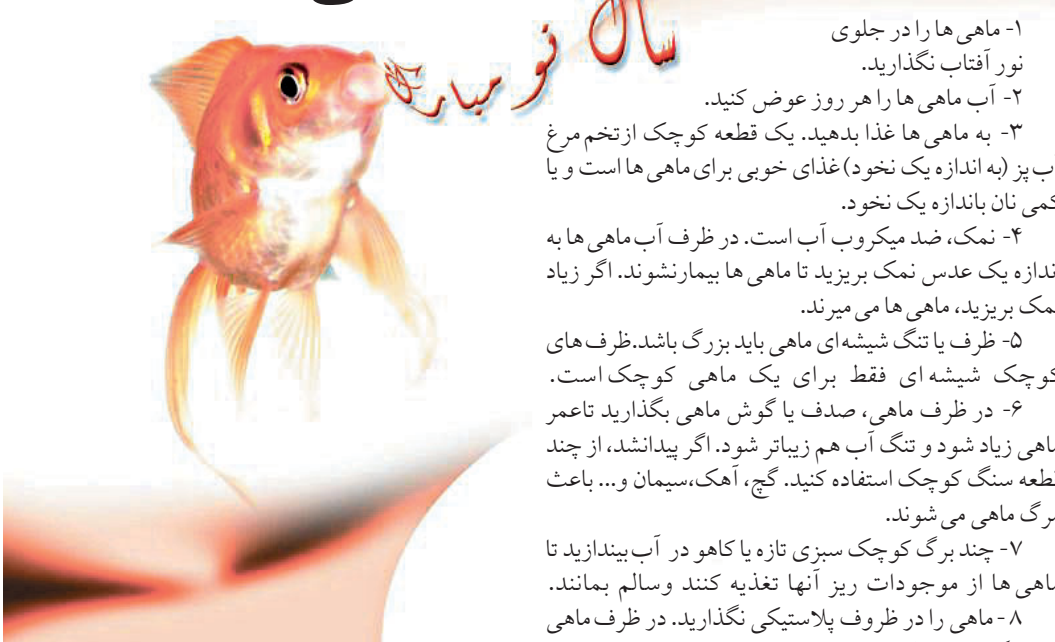 سال نو مبارک
۱- ماهی ها را در جلوی
نور آفتاب نگذارید.
۲- آب ماهی ها را هر روز عوض کنید.
۳- به ماهی ها غذا بدهید. یک قطعه کوچک ازتخم مرغ
آب پز (به اندازه یک نخود) غذای خوبی برای ماهی ها است و یا
کمی نان باندازه یک نخود.
۴- نمک، ضد میکروب آب است. در ظرف آب ماهی ها به
اندازه یک عدس نمک بریزید تا ماهی ها بیمارنشوند. اگر زیاد
نمک بریزید، ماهی ها می میرند.
۵- ظرف یا تنگ شیشه ای ماهی باید بزرگ باشد.ظرف های
کوچک شیشه ای فقط برای یک ماهی کوچک است.
۶- در ظرف ماهی، صدف یا گوش ماهی بگذارید تاعمر
ماهی زیاد شود و تنگ آب هم زیباتر شود. اگر پیدانشد، از چند
قطعه سنگ کوچک استفاده کنید. گچ، آهک،سیمان و... باعث
مرگ ماهی می شوند.
۷- چند برگ کوچک سبزی تازه یا کاهو در آب بیندازید تا
ماهی ها از موجودات ریز آنها تغذیه کنند وسالم بمانند.
۸- ماهی را در ظروف پلاستیکی نگذارید. در ظرف ماهی